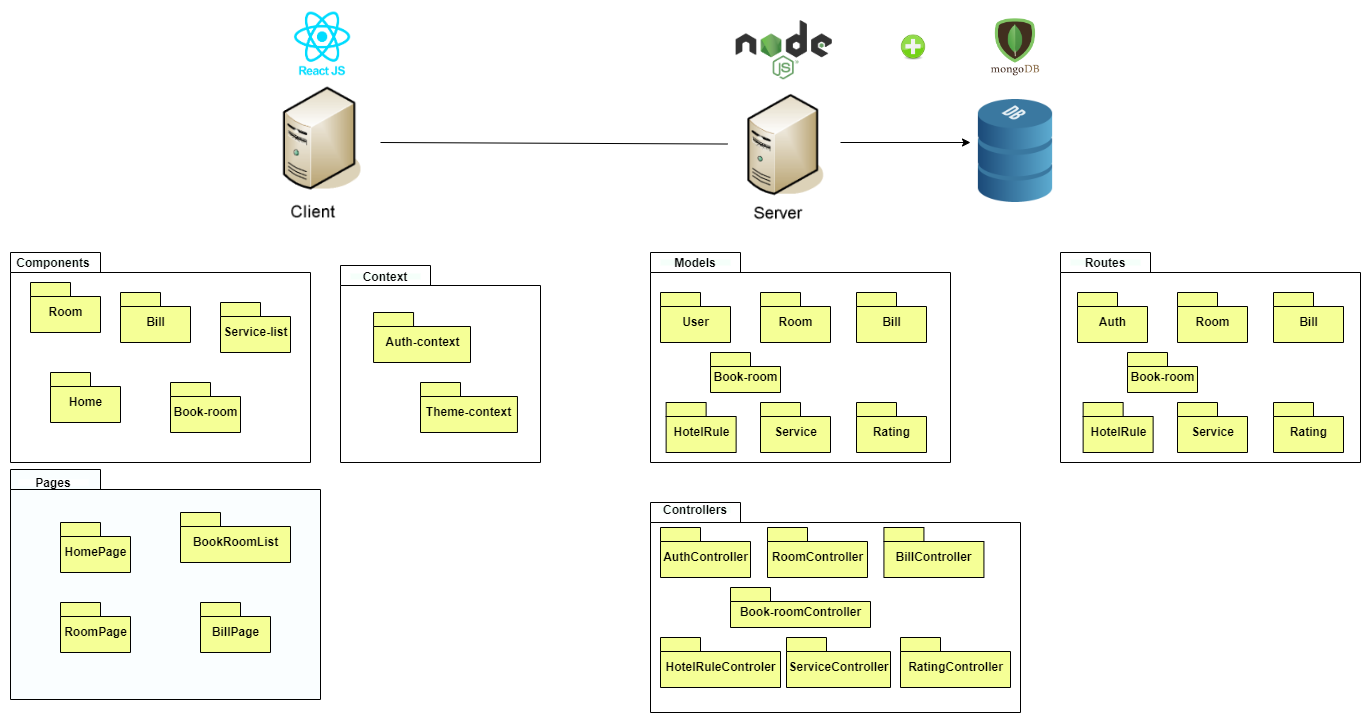 React JS
node
JS
mongoDB
DB
Client
Server
Components
Room
Bill
Service-list
Home
Book-room
Context
Auth-context
Theme-context
Models
User
Room
Bill
Book-room
HotelRule
Service
Rating
Routes
Auth
Room
Bill
Book-room
HotelRule
Service
Rating
Pages
HomePage
BookRoomList
RoomPage
BillPage
Controllers
AuthController
RoomController
BillController
Book-roomController
HotelRuleControler
ServiceController
RatingController